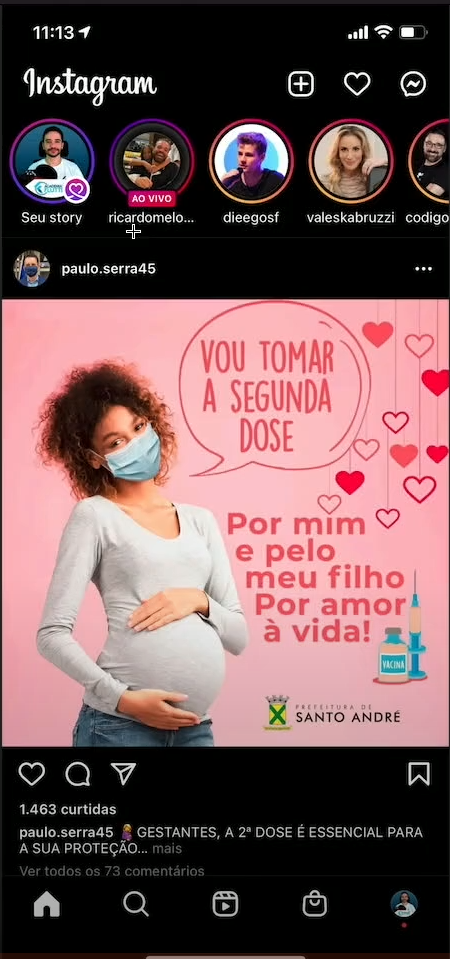 11:13
Instagram
AO VIVO
Seu story
ricardomelo...
dieegosf
valeskabruzzi
codigo
paulo.serra45
VOU TOMAR
A SEGUNDA
DOSE
Por mim
e pelo
meu filho
Por amor
à vida!
VACINA
PREFEITURA DE
SANTO ANDRÉ
1.463 curtidas
paulo.serra45 GESTANTES, A 2ª DOSE É ESSENCIAL PARA
A SUA PROTEÇÃO... mais
Ver todos os 73 comentários